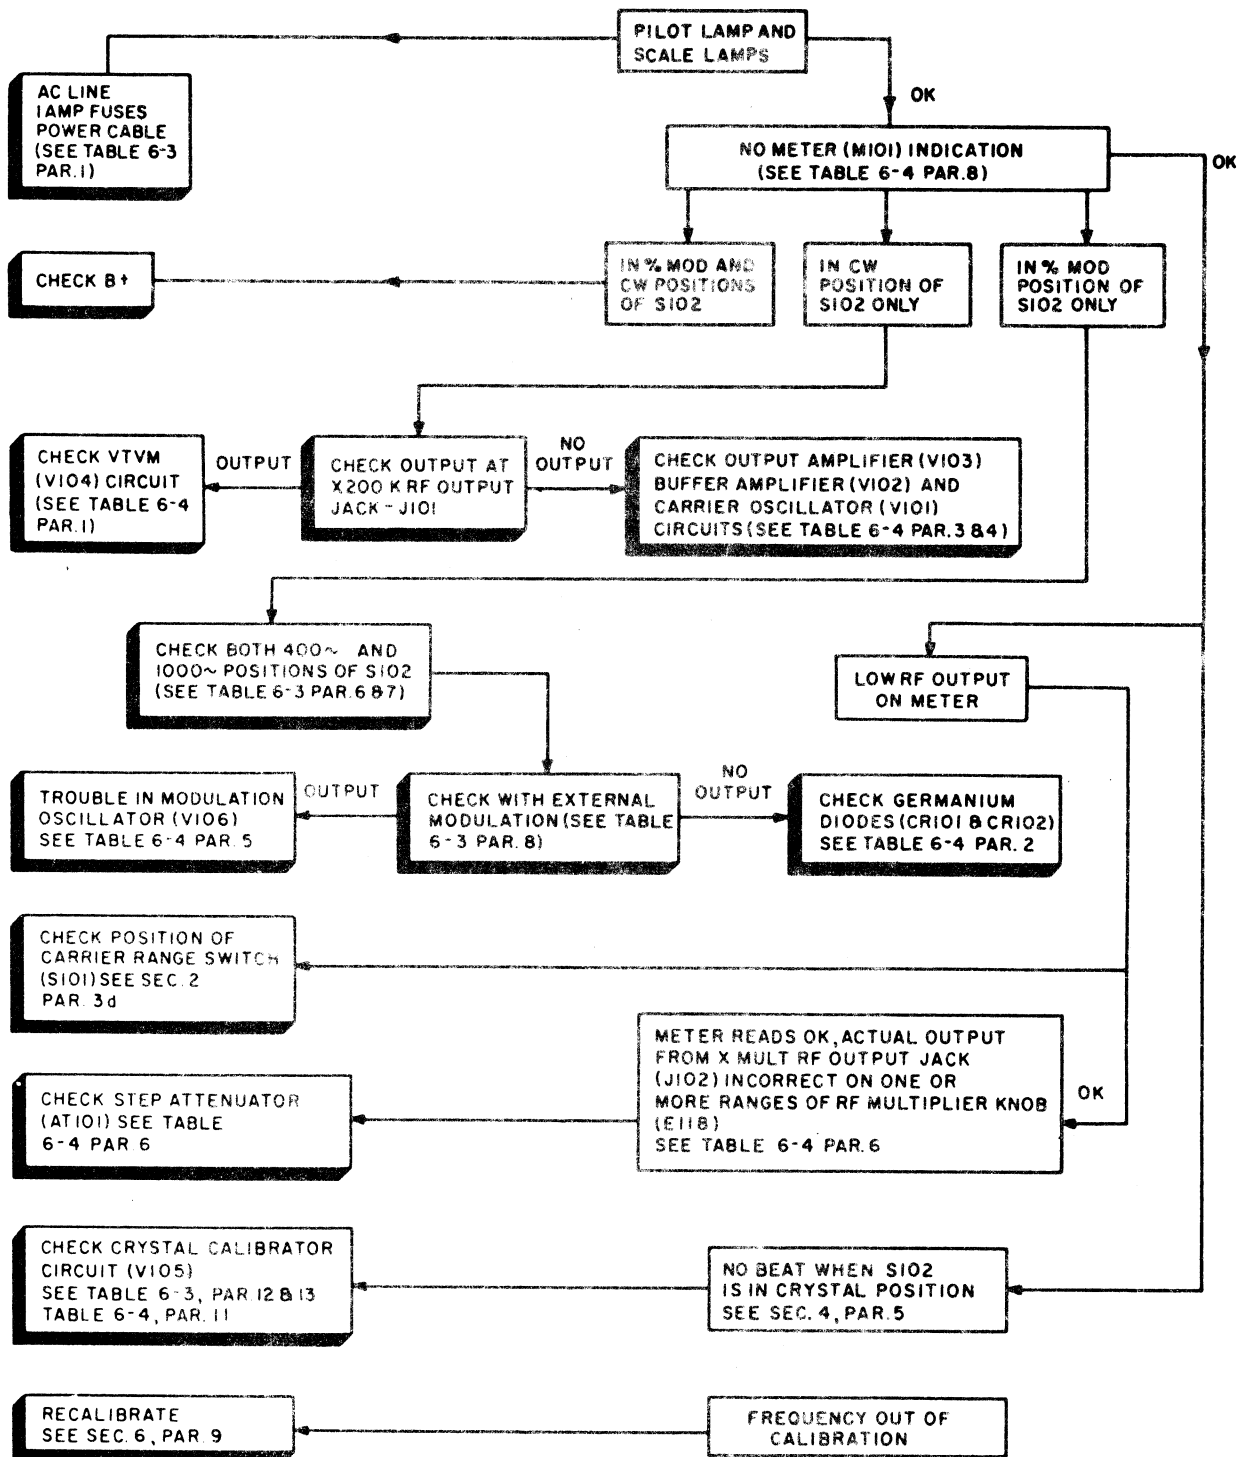 PILOT LAMP AND
SCALE LAMPS
AC LINE
1 AMP FUSES
POWER CABLE
(SEE TABLE 6-3
PAR. 1)
OK
NO METER (M101) INDICATION
(SEE TABLE 6-4 PAR. 8)
OK
CHECK B+
IN % MOD AND
CW POSITIONS
OF S102
IN CW
POSITION OF
S102 ONLY
IN % MOD
POSITION OF
S102 ONLY
CHECK VTVM
(V104) CIRCUIT
(SEE TABLE 6-4
PAR. 1)
OUTPUT
CHECK OUTPUT AT
X200 K RF OUTPUT
JACK - J101
NO
OUTPUT
CHECK OUTPUT AMPLIFIER (V103)
BUFFER AMPLIFIER (V102) AND
CARRIER OSCILLATOR (V101)
CIRCUITS (SEE TABLE 6-4 PAR. 3 & 4)
CHECK BOTH 400~ AND
1000~ POSITIONS OF S102
(SEE TABLE 6-3 PAR. 6 & 7)
LOW RF OUTPUT
ON METER
TROUBLE IN MODULATION
OSCILLATOR (V106)
SEE TABLE 6-4 PAR. 5
OUTPUT
CHECK WITH EXTERNAL
MODULATION (SEE TABLE
6-3 PAR. 8)
NO
OUTPUT
CHECK GERMANIUM
DIODES (CR101 & CR102)
SEE TABLE 6-4 PAR. 2
CHECK POSITION OF
CARRIER RANGE SWITCH
(S101) SEE SEC. 2
PAR. 3d
METER READS OK, ACTUAL OUTPUT
FROM X MULT RF OUTPUT JACK
(J102) INCORRECT ON ONE OR
MORE RANGES OF RF MULTIPLIER KNOB
(E118)
SEE TABLE 6-4 PAR. 6
OK
CHECK STEP ATTENUATOR
(AT101) SEE TABLE
6-4 PAR. 6
CHECK CRYSTAL CALIBRATOR
CIRCUIT (V105)
SEE TABLE 6-3, PAR. 12 & 13
TABLE 6-4, PAR. 11
NO BEAT WHEN S102
IS IN CRYSTAL POSITION
SEE SEC. 4, PAR. 5
RECALIBRATE
SEE SEC. 6, PAR. 9
FREQUENCY OUT OF
CALIBRATION